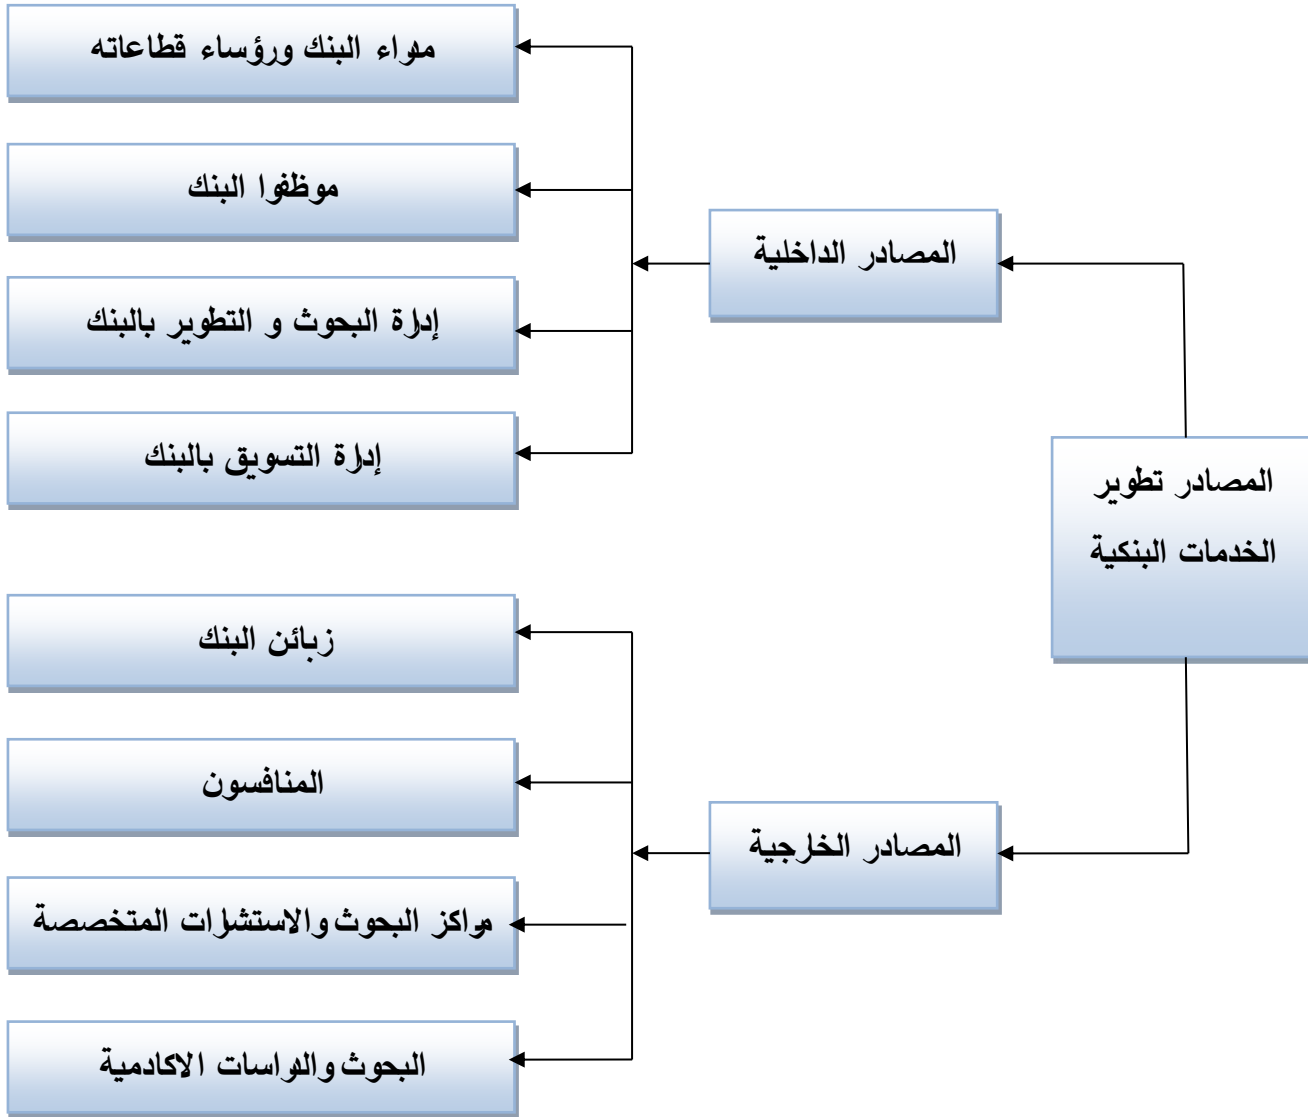 مدراء البنك ورؤساء قطاعاته
موظفوا البنك
المصادر الداخلية
إدارة البحوث و التطوير بالبنك
إدارة التسويق بالبنك
المصادر تطوير
الخدمات البنكية
زبائن البنك
المنافسون
المصادر الخارجية
مراكز البحوث والاستشارات المتخصصة
البحوث والدراسات الاكادمية